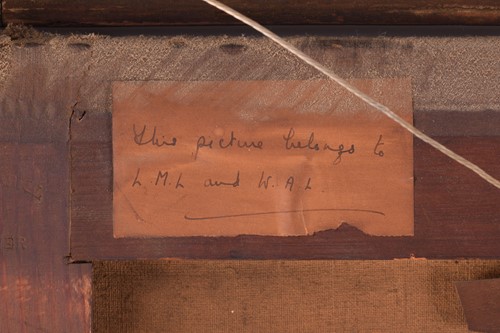 this picture belongs to
L M.L and W. A L.